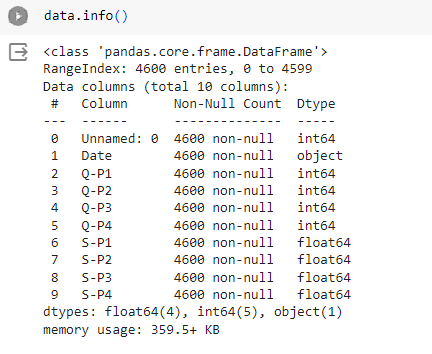 data.info()
<class 'pandas.core.frame.DataFrame'>
RangeIndex: 4600 entries, 0 to 4599
Data columns (total 10 columns):
 #   Column      Non-Null Count  Dtype
---  ------      --------------  -----
 0   Unnamed: 0  4600 non-null   int64
 1   Date        4600 non-null   object
 2   Q-P1        4600 non-null   int64
 3   Q-P2        4600 non-null   int64
 4   Q-P3        4600 non-null   int64
 5   Q-P4        4600 non-null   int64
 6   S-P1        4600 non-null   float64
 7   S-P2        4600 non-null   float64
 8   S-P3        4600 non-null   float64
 9   S-P4        4600 non-null   float64
dtypes: float64(4), int64(5), object(1)
memory usage: 359.5+ KB